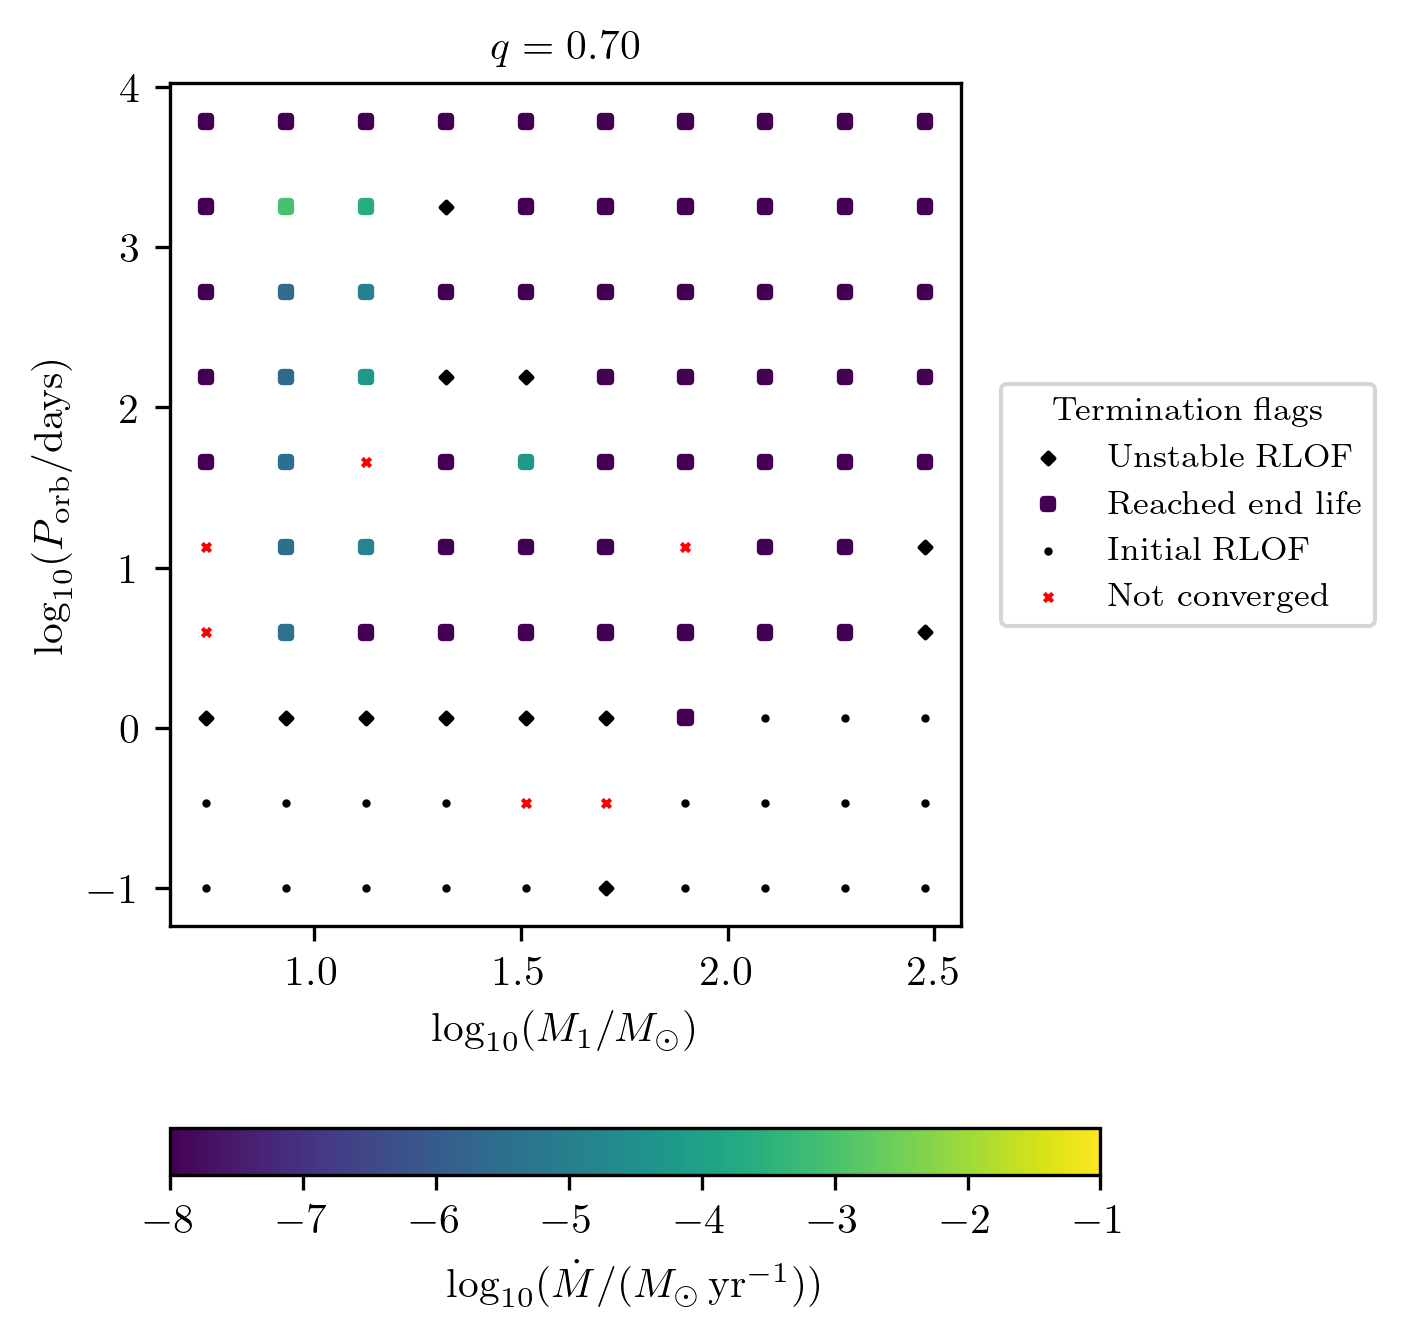 q = 0.70
4
3
2
1
0
−1
log₁₀(P_orb/days)
1.0 1.5 2.0 2.5
log₁₀(M₁/M⊙)
Termination flags
Unstable RLOF
Reached end life
Initial RLOF
Not converged
−8 −7 −6 −5 −4 −3 −2 −1
log₁₀(Ṁ/(M⊙ yr⁻¹))